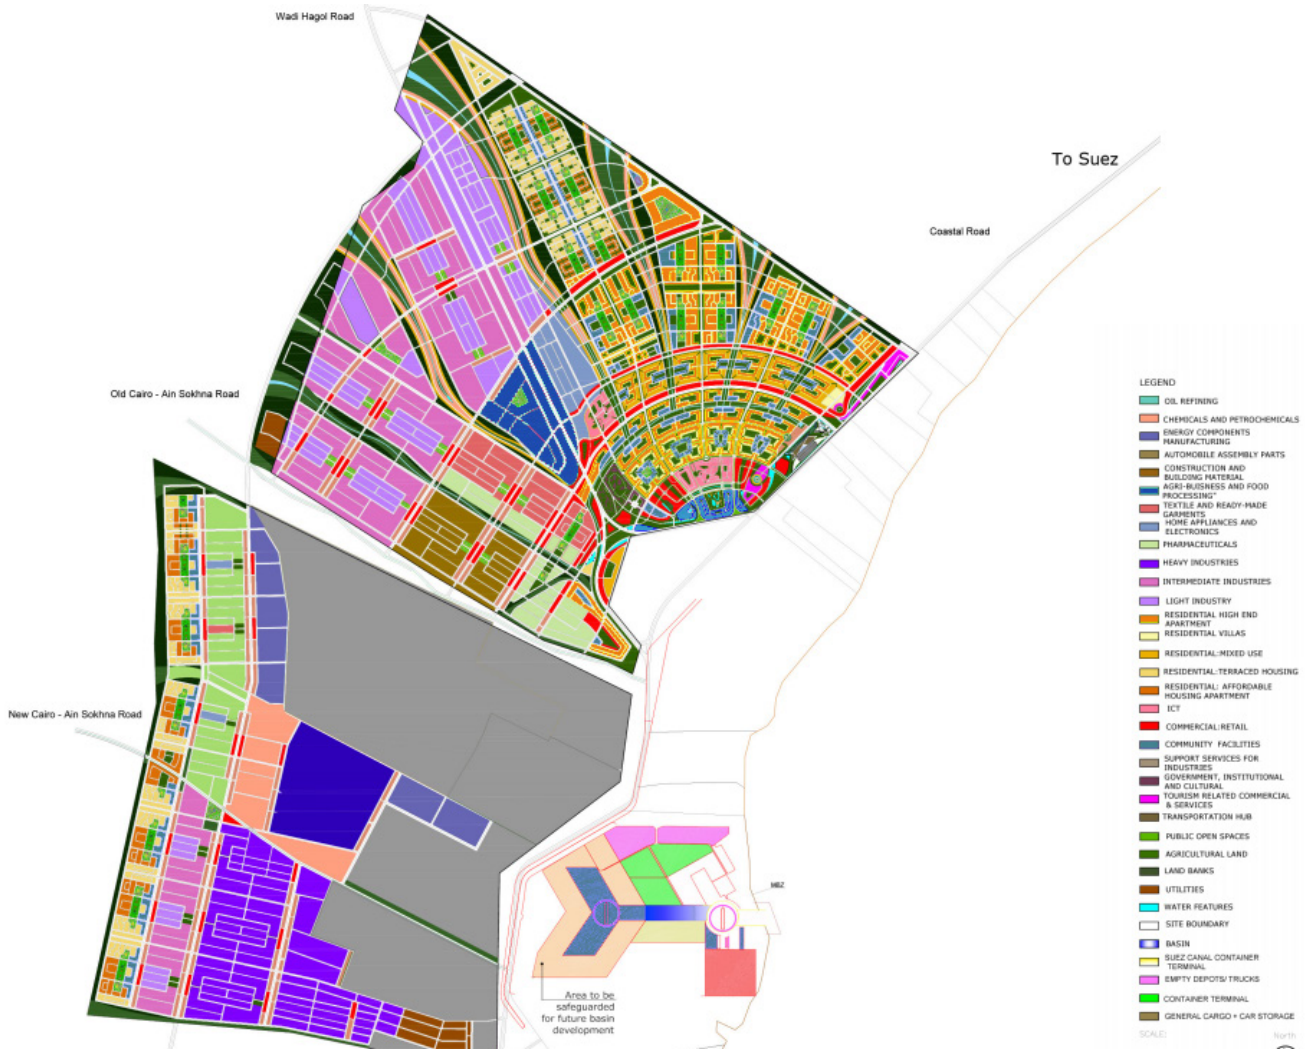 Wadi Hagol Road
To Suez
Coastal Road
Old Cairo - Ain Sokhna Road
New Cairo - Ain Sokhna Road
MBZ
Area to be
safeguarded
for future basin
development
LEGEND
OIL REFINING
CHEMICALS AND PETROCHEMICALS
ENERGY COMPONENTS
MANUFACTURING
AUTOMOBILE ASSEMBLY PARTS
CONSTRUCTION AND
BUILDING MATERIAL
AGRI-BUISNESS AND FOOD
PROCESSING"
TEXTILE AND READY-MADE
GARMENTS
HOME APPLIANCES AND
ELECTRONICS
PHARMACEUTICALS
HEAVY INDUSTRIES
INTERMEDIATE INDUSTRIES
LIGHT INDUSTRY
RESIDENTIAL HIGH END
APARTMENT
RESIDENTIAL VILLAS
RESIDENTIAL:MIXED USE
RESIDENTIAL:TERRACED HOUSING
RESIDENTIAL: AFFORDABLE
HOUSING APARTMENT
ICT
COMMERCIAL:RETAIL
COMMUNITY FACILITIES
SUPPORT SERVICES FOR
INDUSTRIES
GOVERNMENT, INSTITUTIONAL
AND CULTURAL
TOURISM RELATED COMMERCIAL
& SERVICES
TRANSPORTATION HUB
PUBLIC OPEN SPACES
AGRICULTURAL LAND
LAND BANKS
UTILITIES
WATER FEATURES
SITE BOUNDARY
BASIN
SUEZ CANAL CONTAINER
TERMINAL
EMPTY DEPOTS/ TRUCKS
CONTAINER TERMINAL
GENERAL CARGO + CAR STORAGE
SCALE:
North